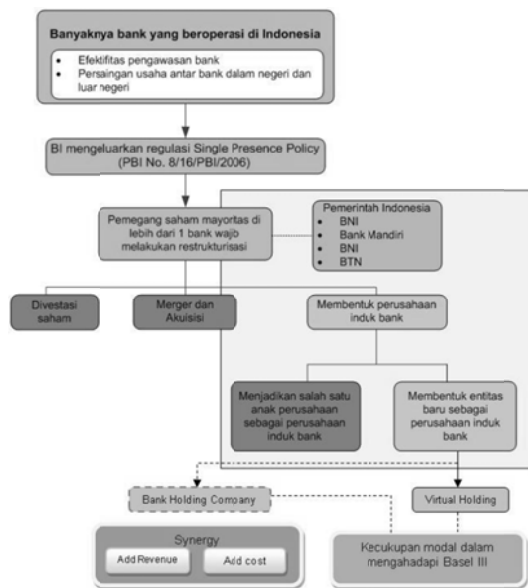 Banyaknya bank yang beroperasi di Indonesia
• Efektifitas pengawasan bank
• Persaingan usaha antar bank dalam negeri dan
luar negeri
BI mengeluarkan regulasi Single Presence Policy
(PBI No. 8/16/PBI/2006)
Pemegang saham mayortas di
lebih dari 1 bank wajb
melakukan restrukturisasi
Pemerintah Indonesia
• BNI
• Bank Mandiri
• BNI
• BTN
Divestasi
saham
Merger dan
Akuisisi
Membentuk perusahaan
induk bank
Menjadikan salah satu
anak perusahaan
sebagai perusahaan
induk bank
Membentuk entitas
baru sebagai
perusahaan induk
bank
Bank Holding Company
Virtual Holding
Synergy
Add Revenue
Add cost
Kecukupan modal dalam
mengahadapi Basel III